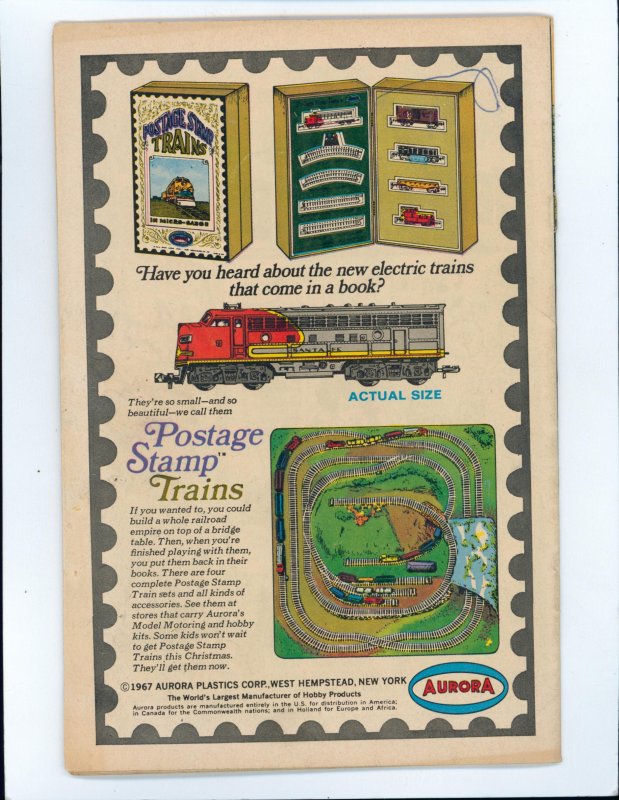 POSTAGE STAMP
TRAINS
IN MICRO-GAUGE
Have you heard about the new electric trains
that come in a book?
SANTA FE
ACTUAL SIZE
They're so small—and so
beautiful—we call them
Postage
Stamp™
Trains
If you wanted to, you could
build a whole railroad
empire on top of a bridge
table. Then, when you're
finished playing with them,
you put them back in their
books. There are four
complete Postage Stamp
Train sets and all kinds of
accessories. See them at
stores that carry Aurora's
Model Motoring and hobby
kits. Some kids won't wait
to get Postage Stamp
Trains this Christmas.
They'll get them now.
©1967 AURORA PLASTICS CORP., WEST HEMPSTEAD, NEW YORK
The World's Largest Manufacturer of Hobby Products
Aurora products are manufactured entirely in the U.S. for distribution in America;
in Canada for the Commonwealth nations; and in Holland for Europe and Africa.
AURORA